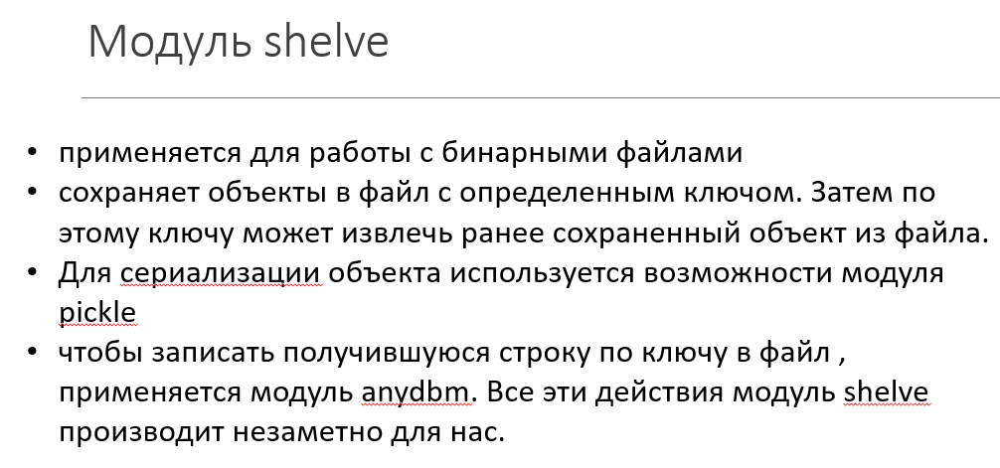 Модуль shelve
• применяется для работы с бинарными файлами
• сохраняет объекты в файл с определенным ключом. Затем по
этому ключу может извлечь ранее сохраненный объект из файла.
• Для сериализации объекта используется возможности модуля
pickle
• чтобы записать получившуюся строку по ключу в файл ,
применяется модуль anydbm. Все эти действия модуль shelve
производит незаметно для нас.